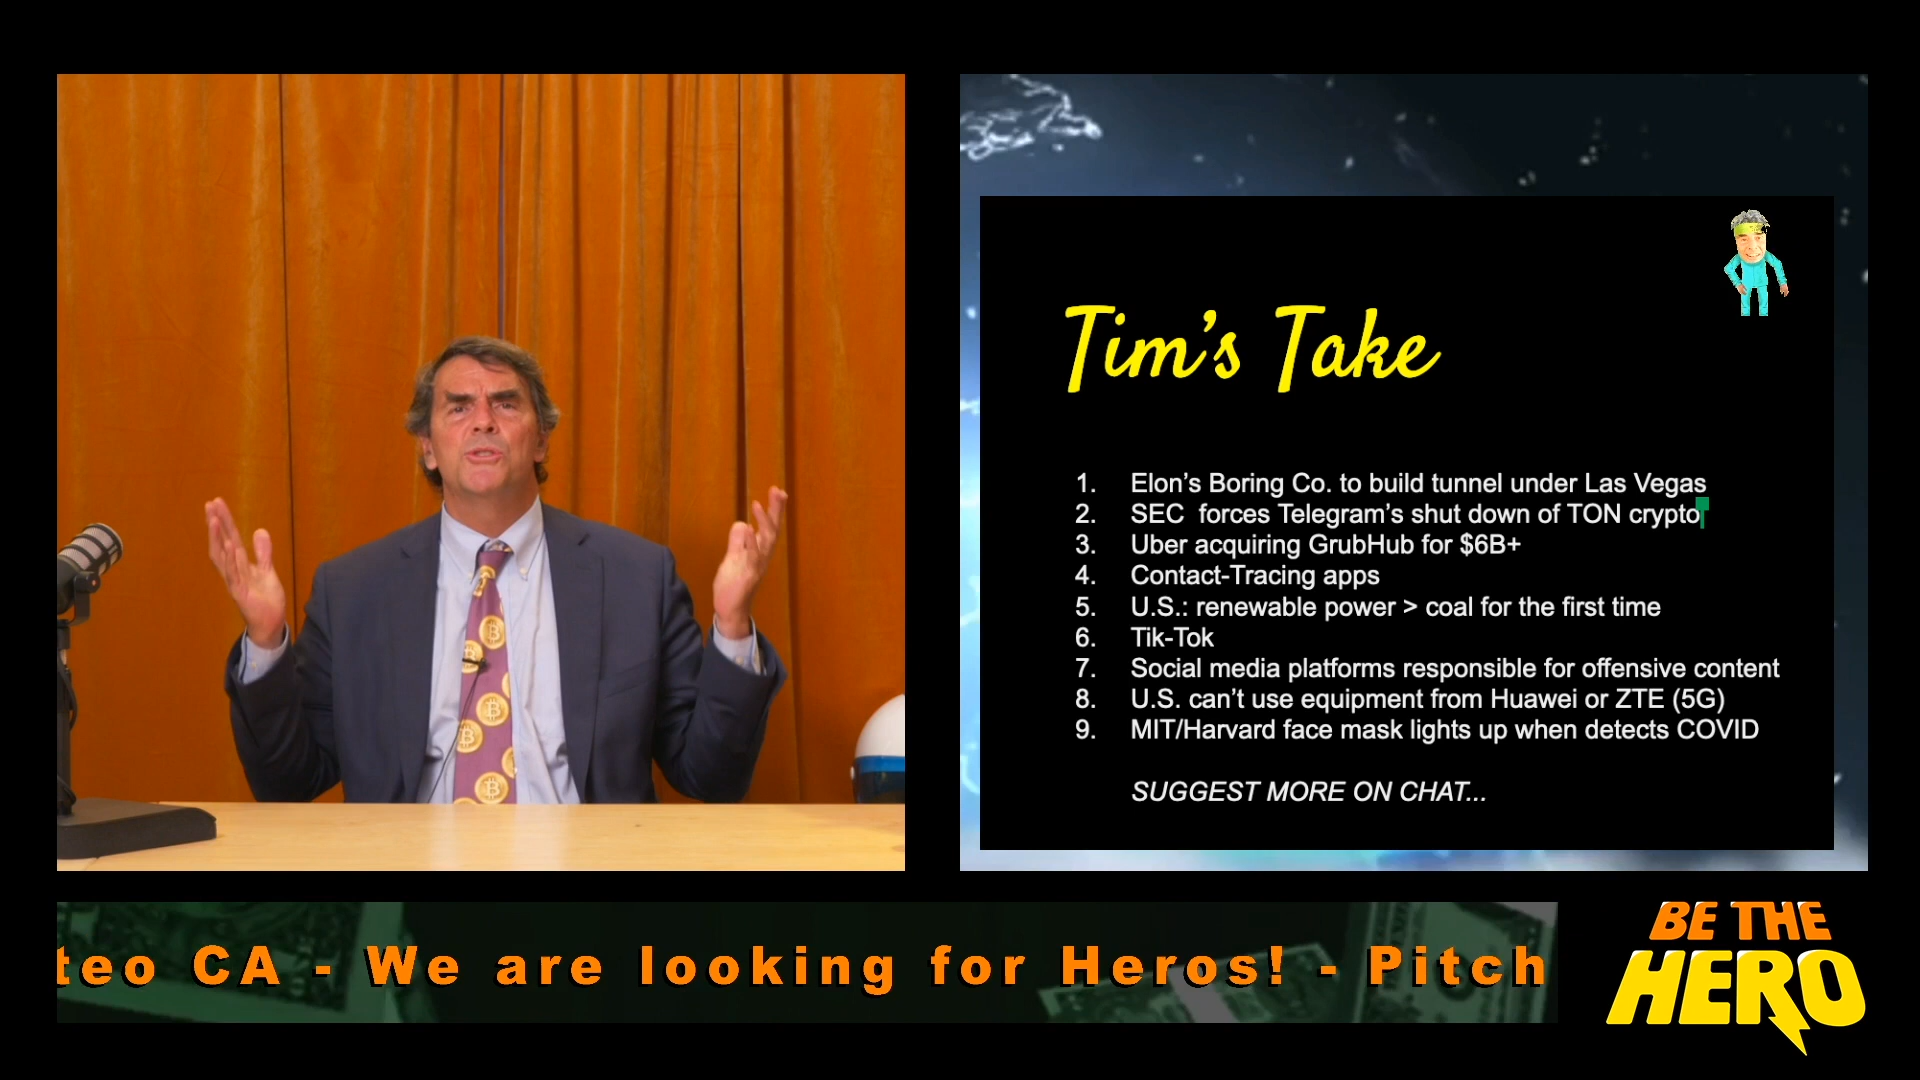 Tim's Take
1. Elon's Boring Co. to build tunnel under Las Vegas
2. SEC  forces Telegram's shut down of TON crypto
3. Uber acquiring GrubHub for $6B+
4. Contact-Tracing apps
5. U.S.: renewable power > coal for the first time
6. Tik-Tok
7. Social media platforms responsible for offensive content
8. U.S. can't use equipment from Huawei or ZTE (5G)
9. MIT/Harvard face mask lights up when detects COVID
SUGGEST MORE ON CHAT...
teo CA - We are looking for Heros! - Pitch
BE THE
HERO